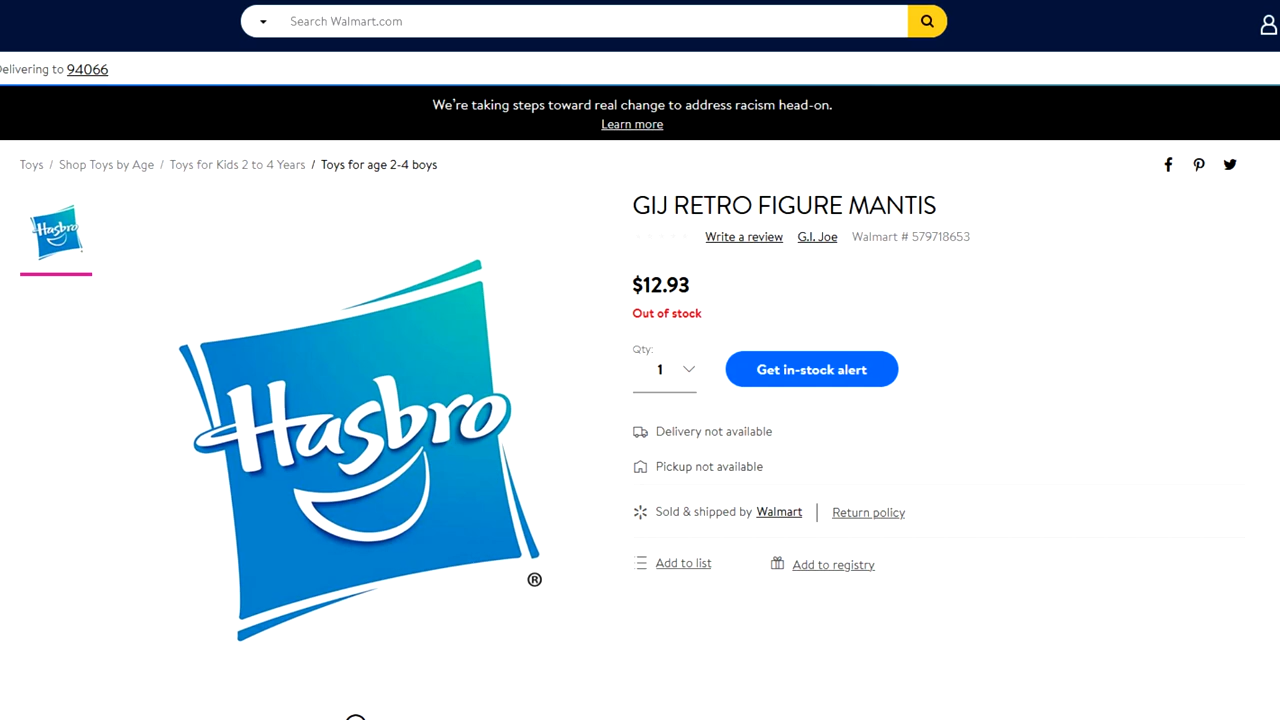 Search Walmart.com
Delivering to 94066
We're taking steps toward real change to address racism head-on.
Learn more
Toys / Shop Toys by Age / Toys for Kids 2 to 4 Years / Toys for age 2-4 boys
Hasbro
GIJ RETRO FIGURE MANTIS
Write a review G.I. Joe Walmart # 579718653
$12.93
Out of stock
Qty:
1
Get in-stock alert
Hasbro
®
Delivery not available
Pickup not available
Sold & shipped by Walmart | Return policy
Add to list Add to registry